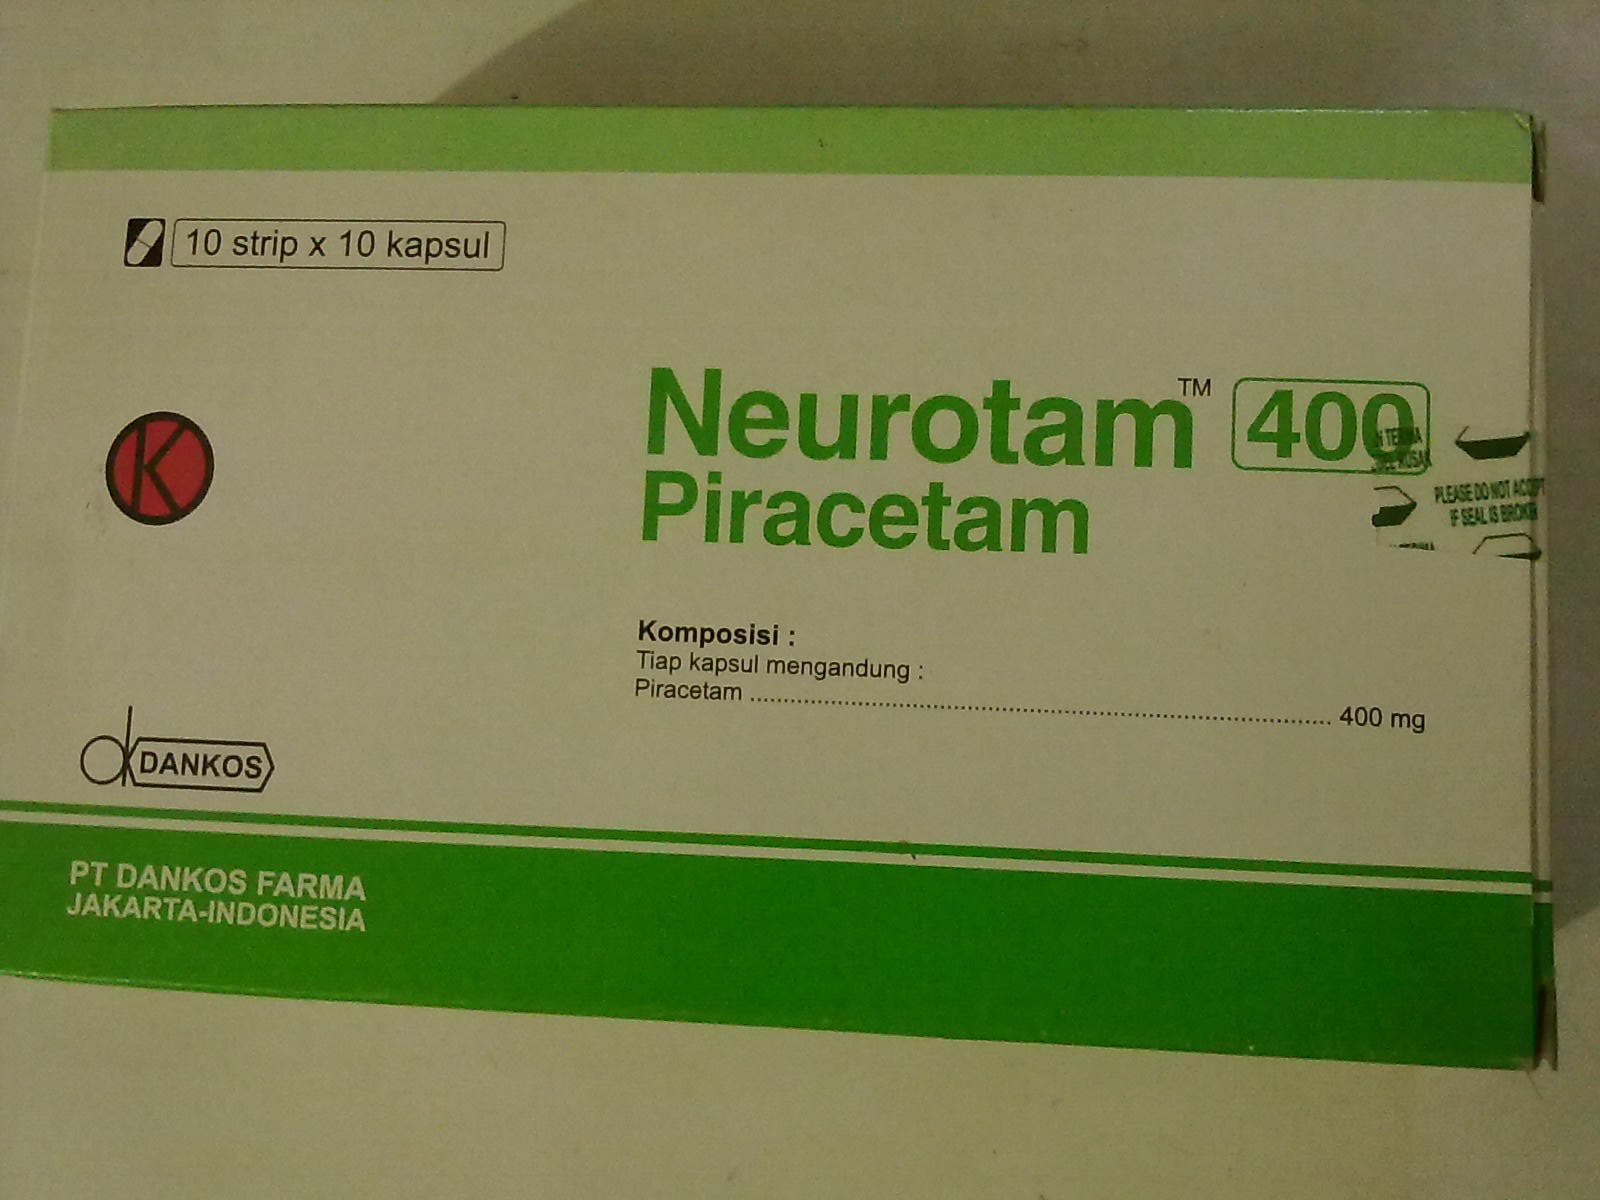 10 strip x 10 kapsul
Neurotam™ 400
Piracetam
K
PLEASE DO NOT ACCEPT
IF SEAL IS BROKEN
Komposisi :
Tiap kapsul mengandung :
Piracetam ........................................................ 400 mg
DANKOS
PT DANKOS FARMA
JAKARTA-INDONESIA